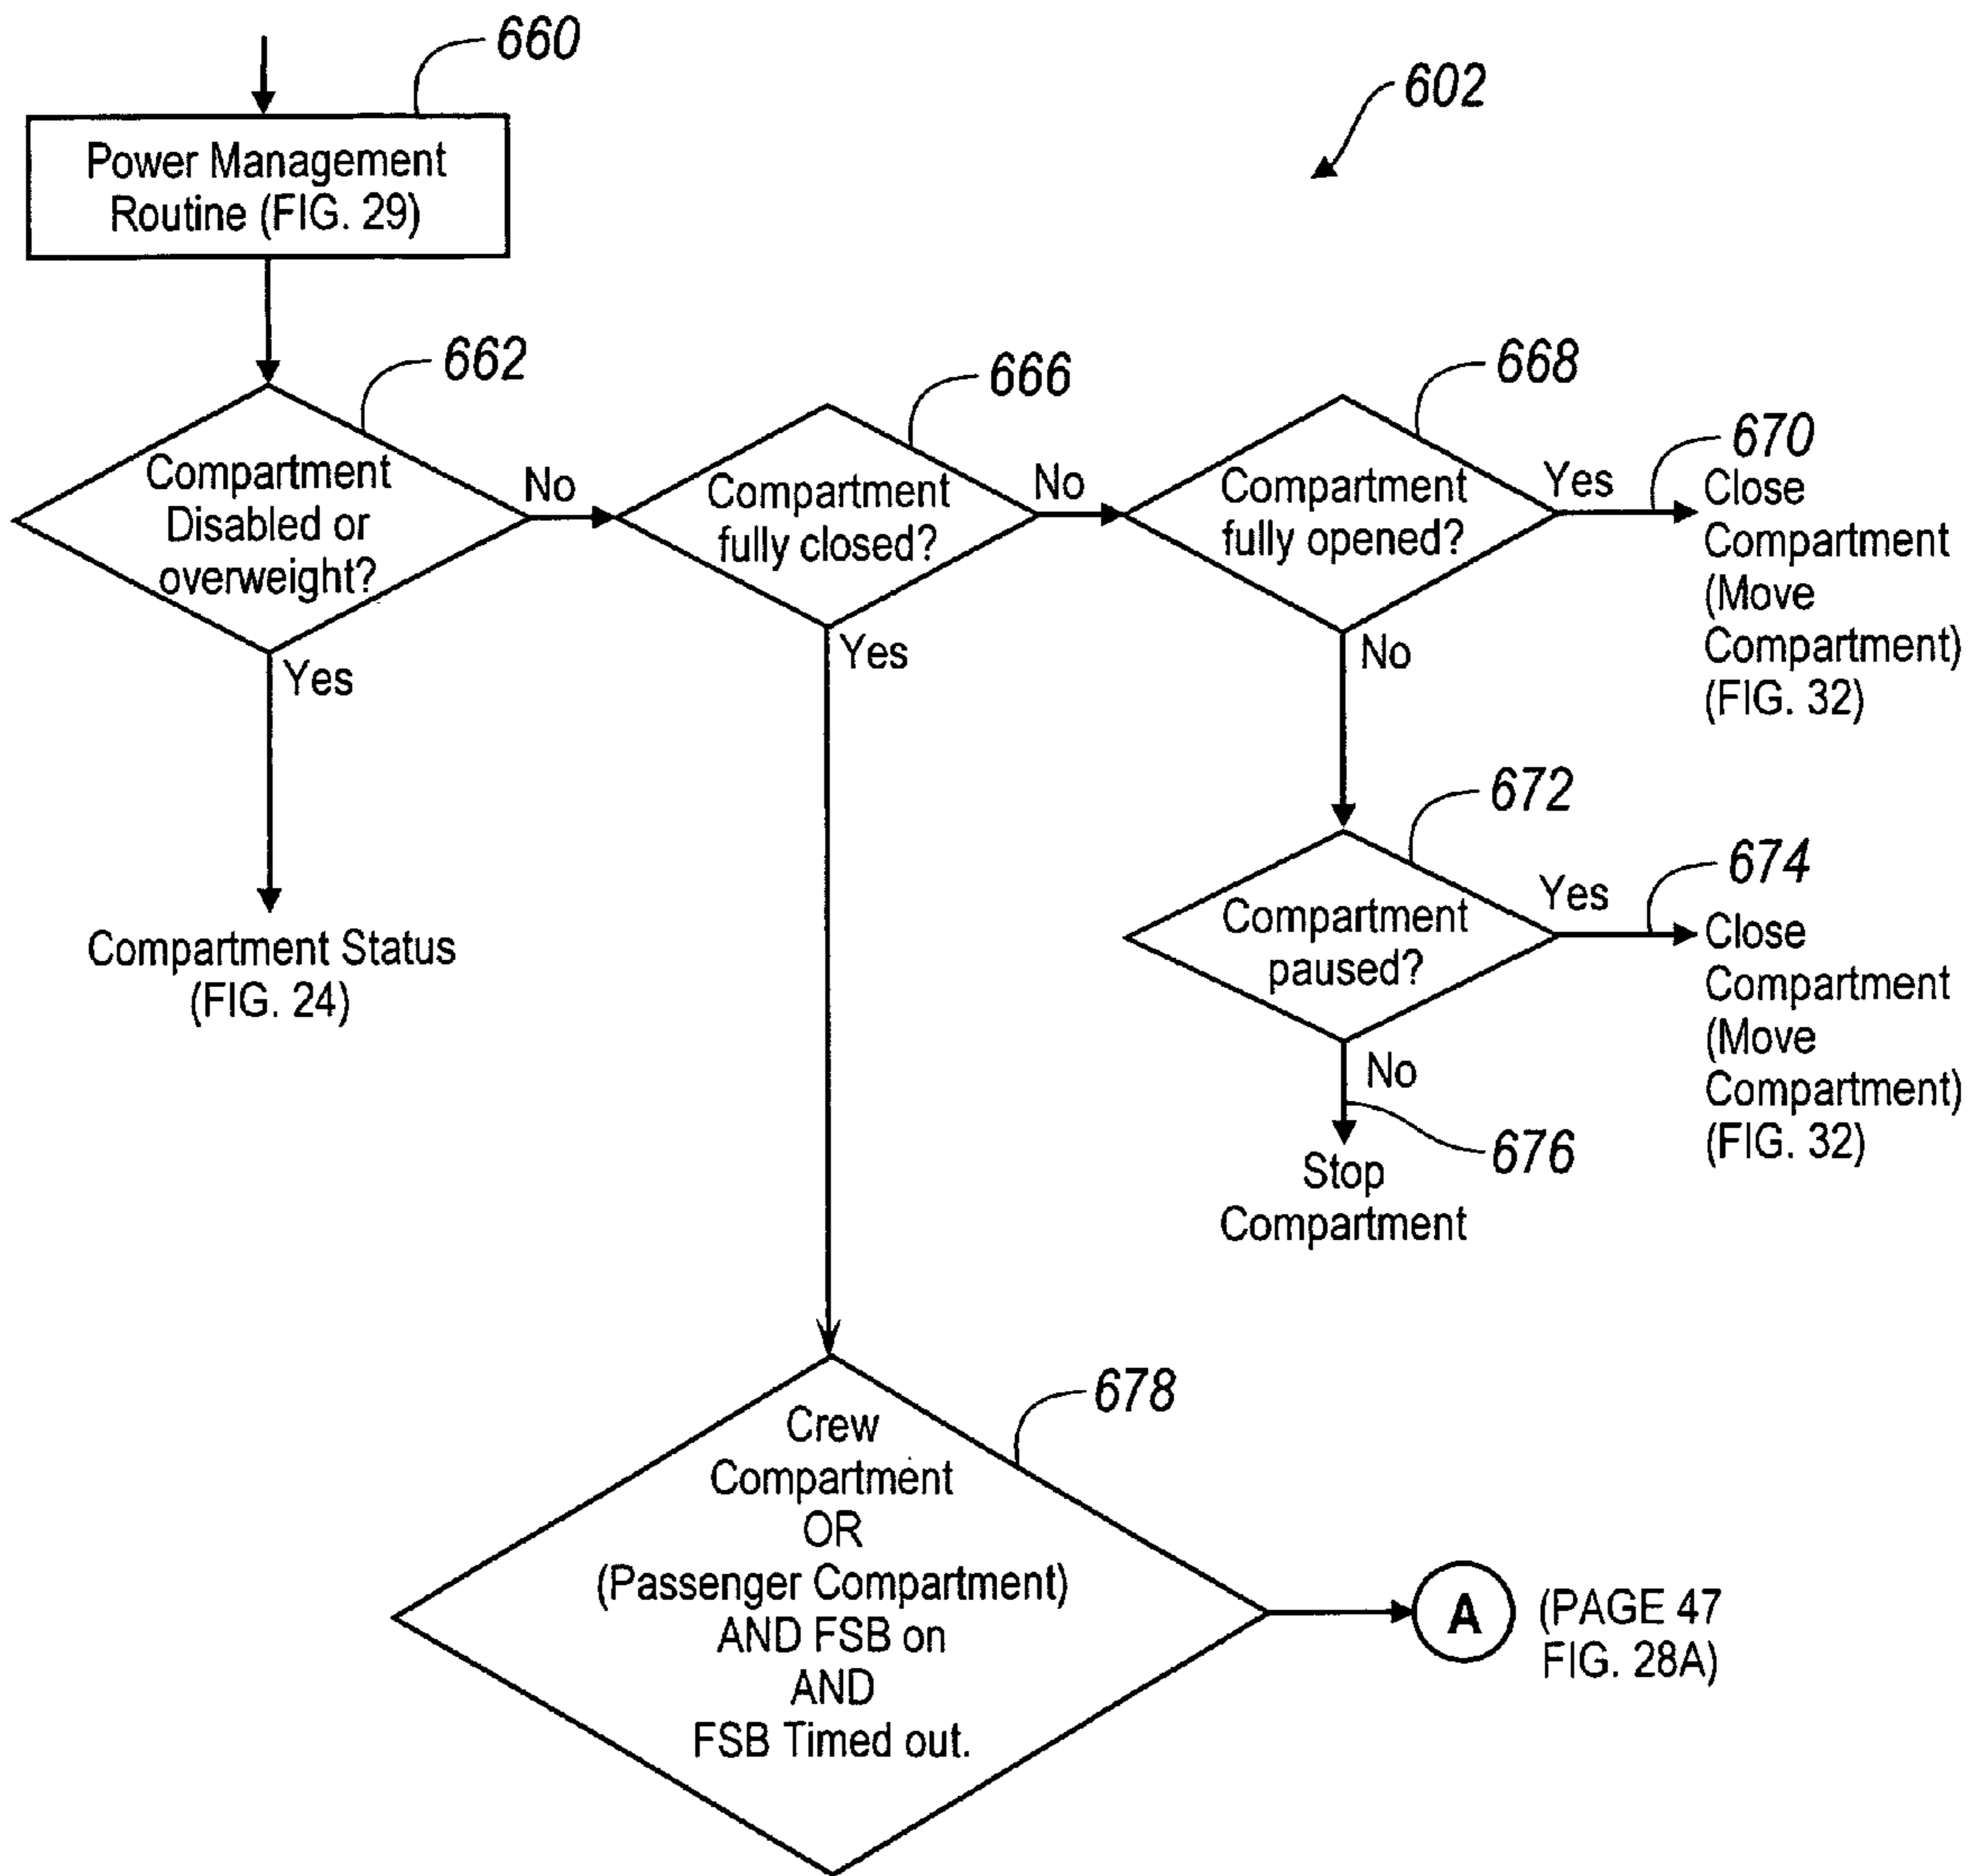 660
602
Power Management
Routine (FIG. 29)
662
666
668
670
Compartment
Disabled or
overweight?
No
Compartment
fully closed?
No
Compartment
fully opened?
Yes
Close
Compartment
(Move
Compartment)
(FIG. 32)
Yes
Yes
No
672
674
Compartment Status
(FIG. 24)
Compartment
paused?
Yes
Close
Compartment
(Move
Compartment)
(FIG. 32)
No
676
Stop
Compartment
678
Crew
Compartment
OR
(Passenger Compartment)
AND FSB on
AND
FSB Timed out.
A
(PAGE 47
FIG. 28A)